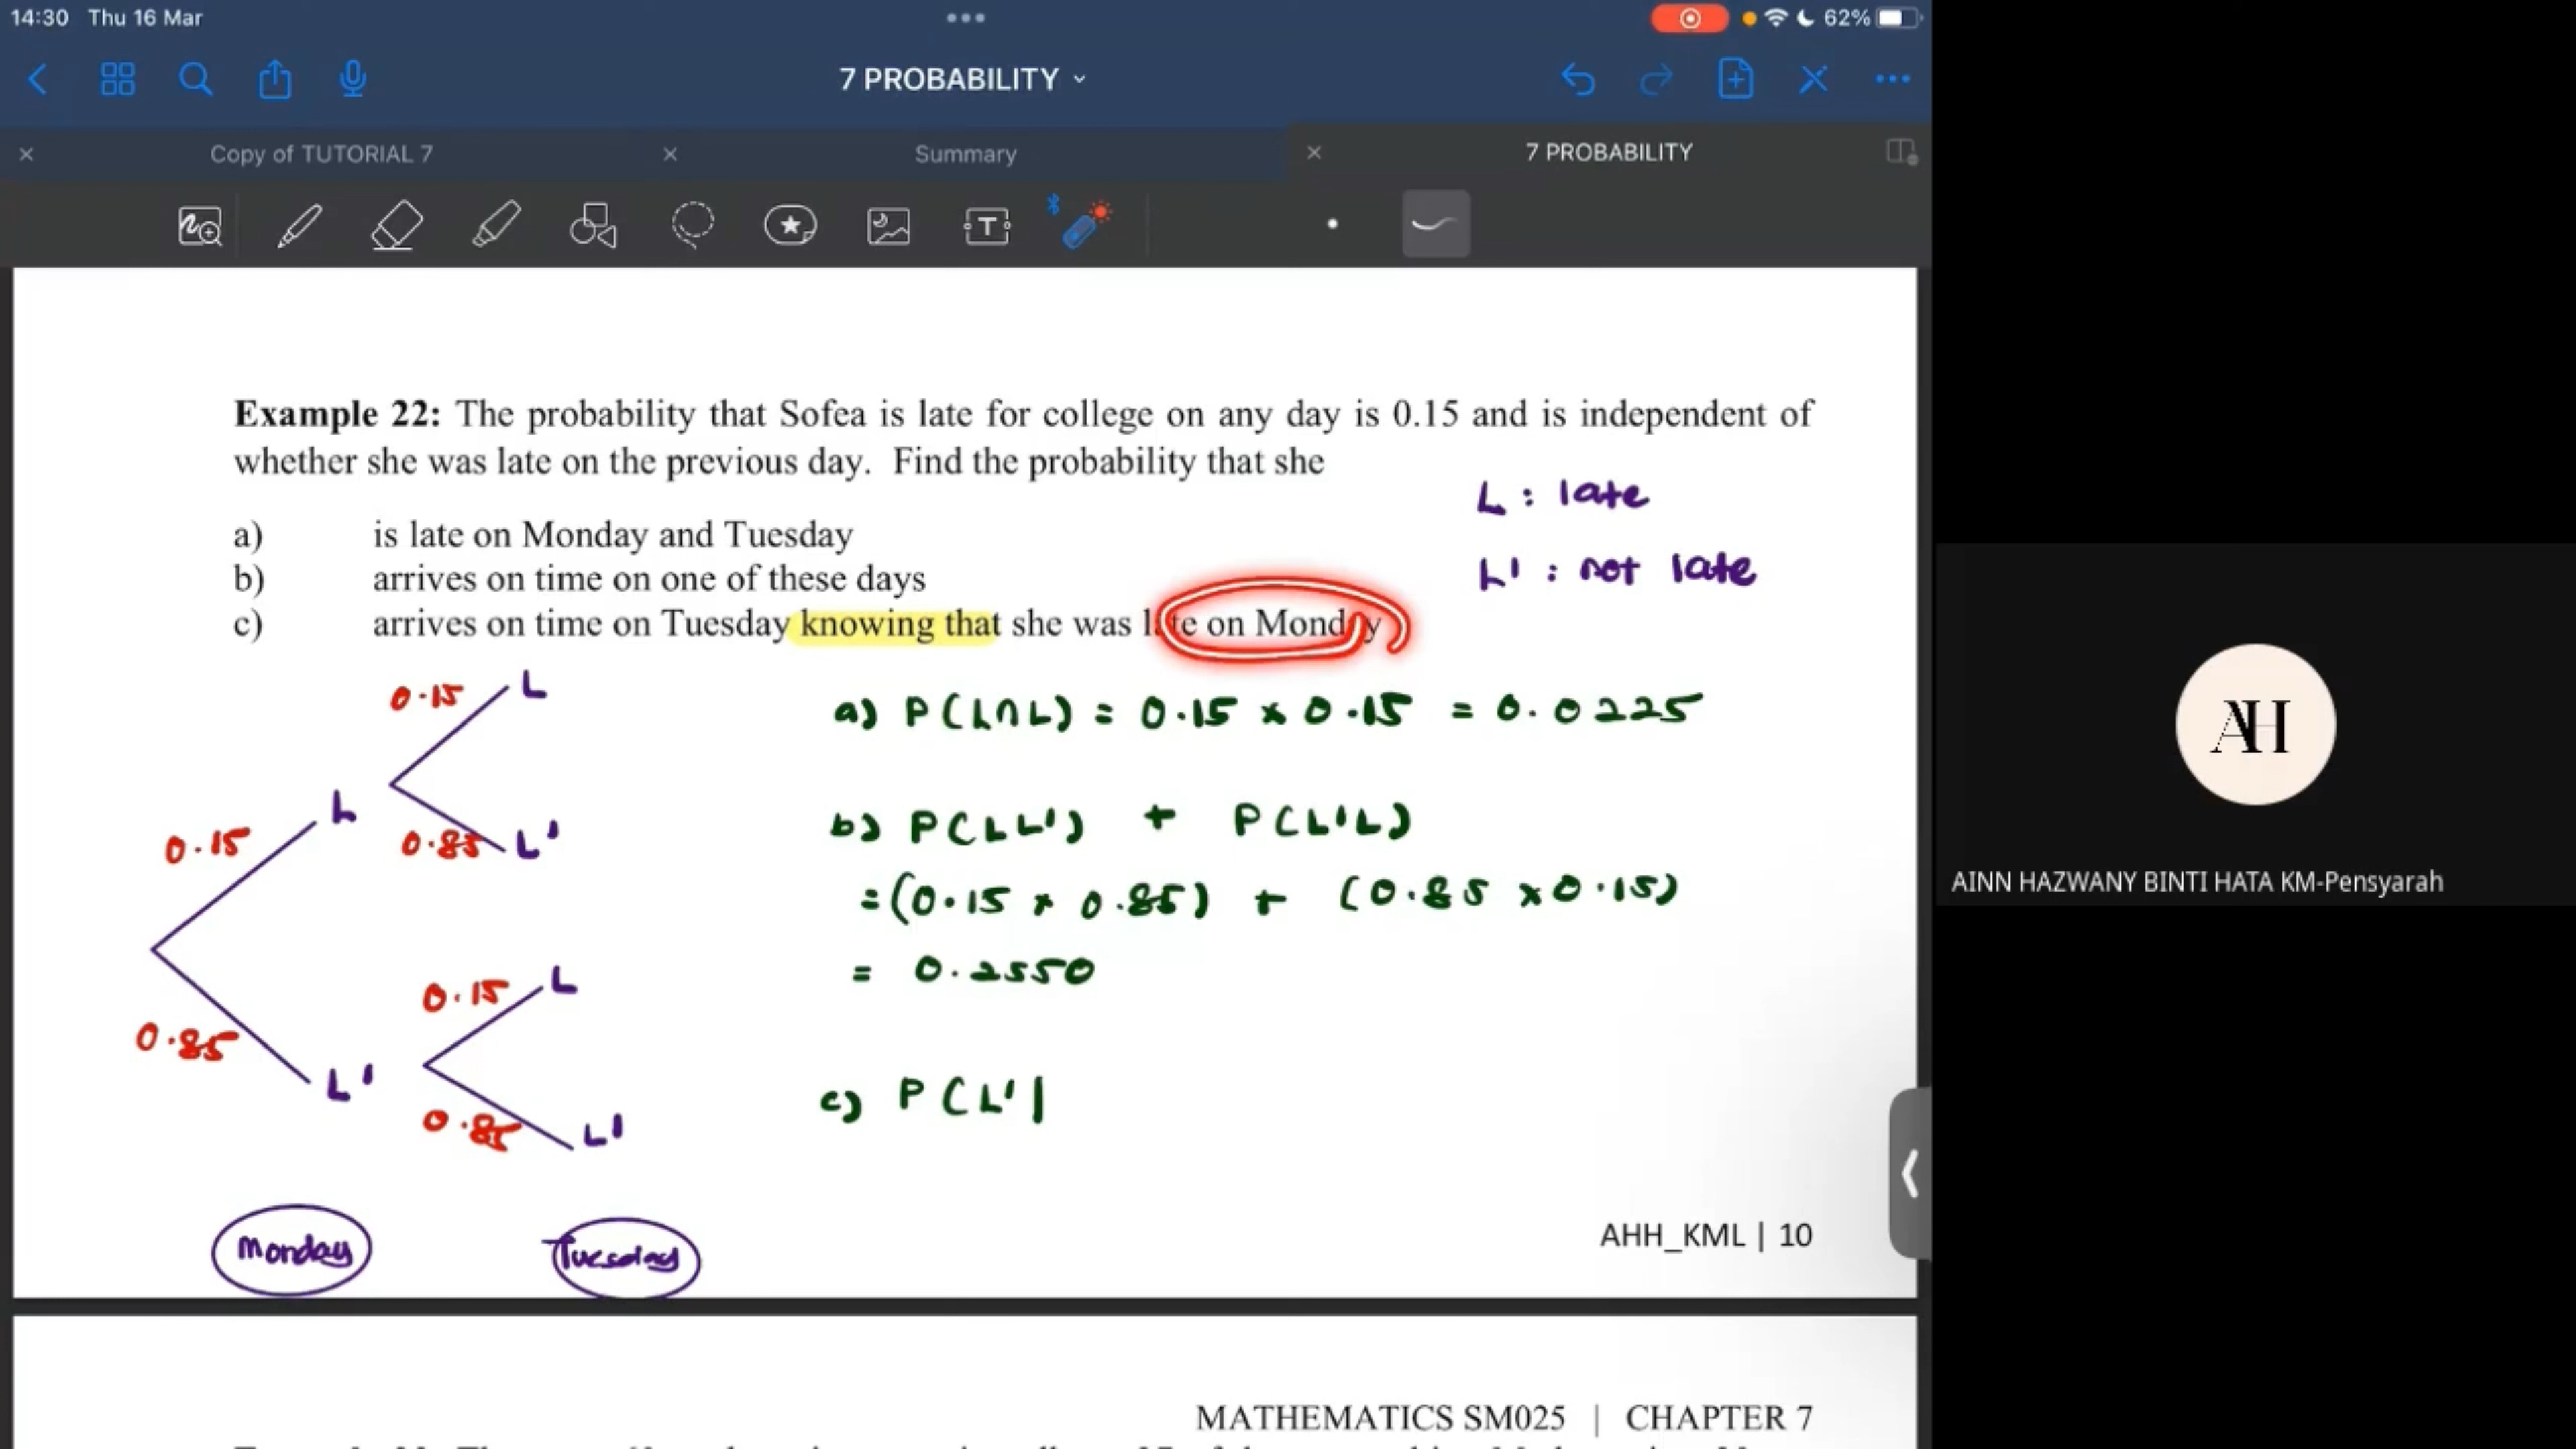 14:30 Thu 16 Mar
62%
7 PROBABILITY
Copy of TUTORIAL 7
Summary
7 PROBABILITY
Example 22: The probability that Sofea is late for college on any day is 0.15 and is independent of
whether she was late on the previous day. Find the probability that she
L : late
a) is late on Monday and Tuesday
L' : not late
b) arrives on time on one of these days
c) arrives on time on Tuesday knowing that she was late on Monday
0.15 L
a) P(L∩L) = 0.15 × 0.15 = 0.0225
0.15 L
0.85 L'
b) P(LL') + P(L'L)
=(0.15 × 0.85) + (0.85 × 0.15)
= 0.2550
0.15 L
0.85 L'
0.85 L'
c) P(L'|
Monday
Tuesday
AHH_KML | 10
MATHEMATICS SM025 | CHAPTER 7
AH
AINN HAZWANY BINTI HATA KM-Pensyarah